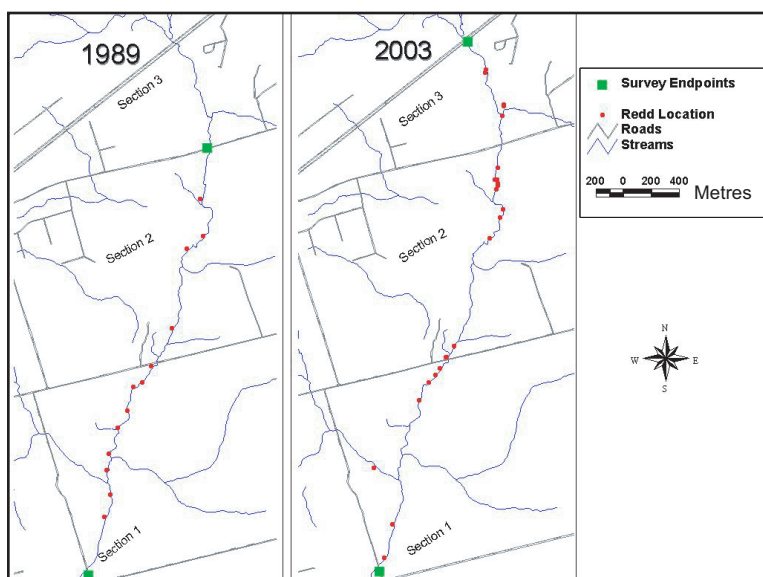 1989
Section 3
Section 2
Section 1
2003
Section 3
Section 2
Section 1
Survey Endpoints
Redd Location
Roads
Streams
200 0 200 400 Metres
N
W E
S